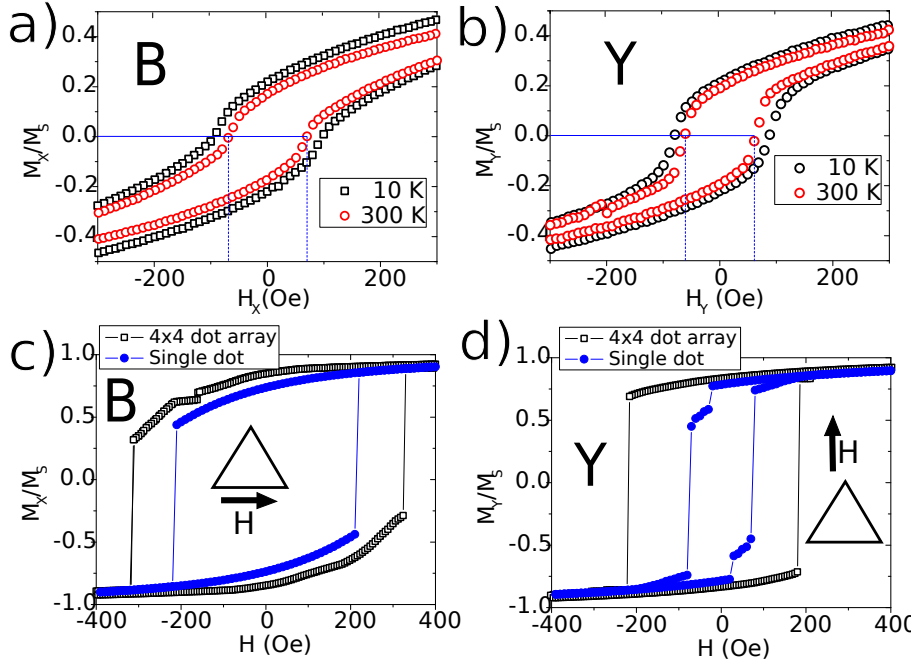 a)
B
0.4
0.2
0.0
-0.2
-0.4
M_X/M_S
10 K
300 K
-200
0
200
H_X(Oe)
b)
Y
0.4
0.2
0.0
-0.2
-0.4
M_Y/M_S
10 K
300 K
-200
0
200
H_Y (Oe)
c)
4x4 dot array
Single dot
B
1.0
0.5
0.0
-0.5
-1.0
M_X/M_S
H
-400
-200
0
200
400
H (Oe)
d)
4x4 dot array
Single dot
Y
1.0
0.5
0.0
-0.5
-1.0
M_Y/M_S
H
-400
-200
0
200
400
H (Oe)